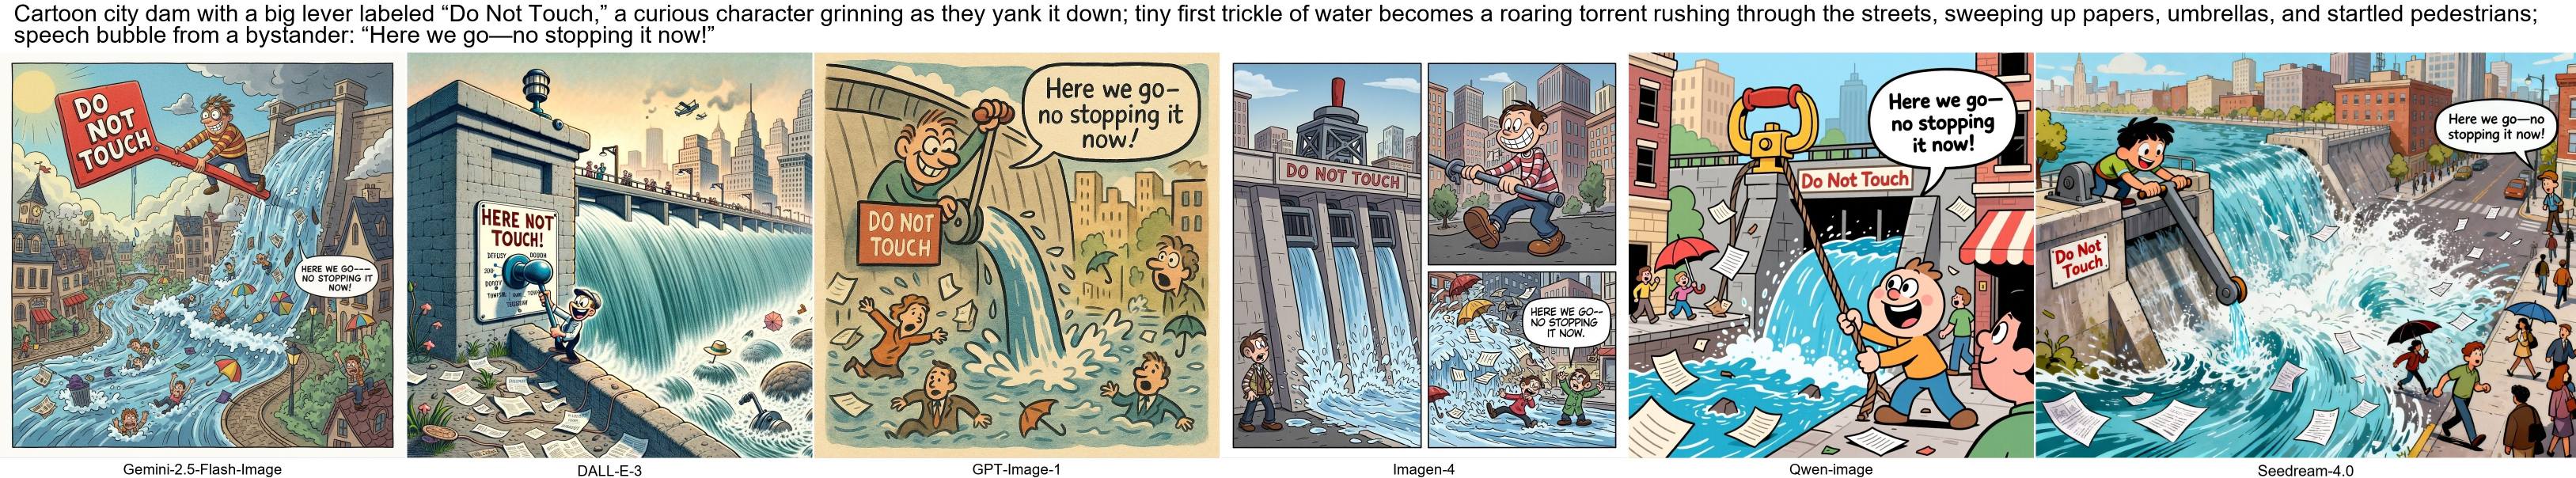 Cartoon city dam with a big lever labeled “Do Not Touch,” a curious character grinning as they yank it down; tiny first trickle of water becomes a roaring torrent rushing through the streets, sweeping up papers, umbrellas, and startled pedestrians;
speech bubble from a bystander: “Here we go—no stopping it now!”
DO
NOT
TOUCH
HERE WE GO---
NO STOPPING IT
NOW!
HERE NOT
TOUCH!
Here we go–
no stopping it
now!
DO NOT
TOUCH
DO NOT TOUCH
HERE WE GO--
NO STOPPING
IT NOW.
Here we go—
no stopping
it now!
Do Not Touch
Here we go—no
stopping it now!
Do Not
Touch
Gemini-2.5-Flash-Image
DALL-E-3
GPT-Image-1
Imagen-4
Qwen-image
Seedream-4.0